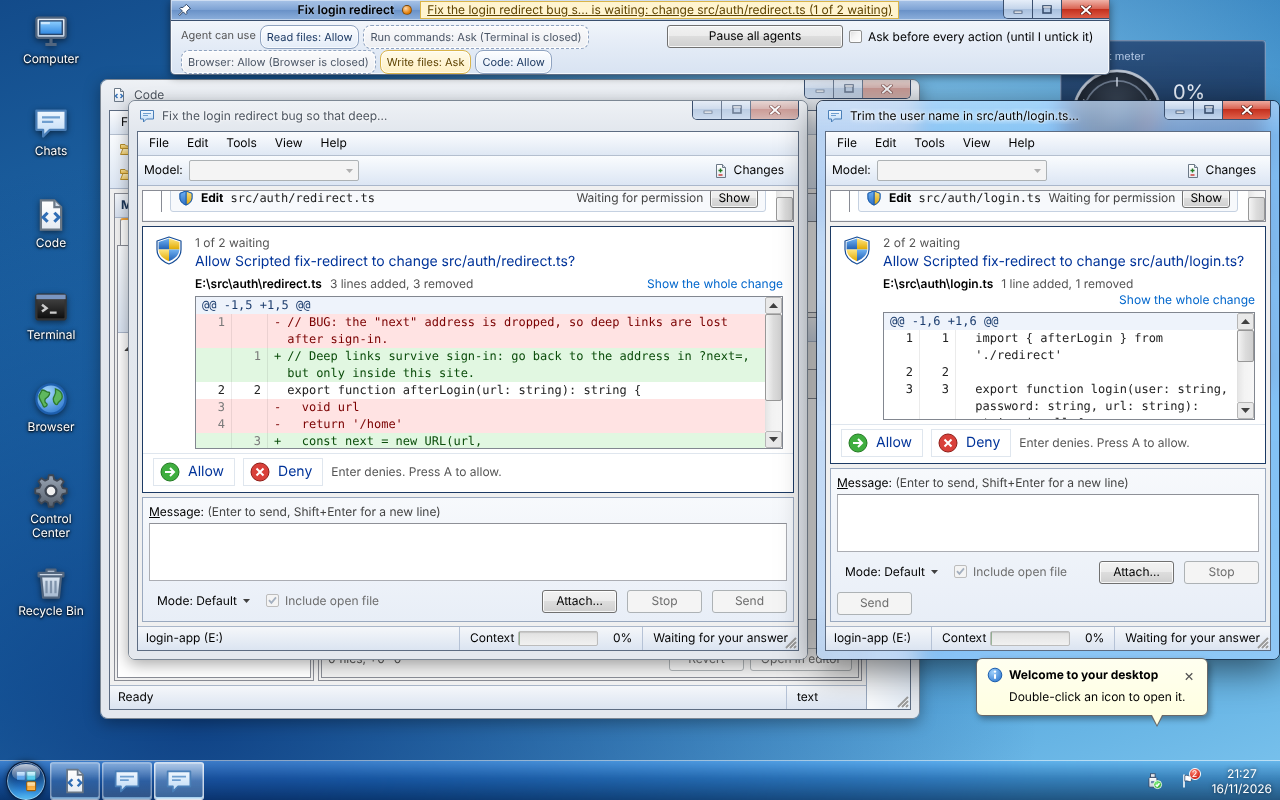 Fix login redirect
Fix the login redirect bug s... is waiting: change src/auth/redirect.ts (1 of 2 waiting)
Agent can use
Read files: Allow
Run commands: Ask (Terminal is closed)
Browser: Allow (Browser is closed)
Write files: Ask
Code: Allow
Pause all agents
Ask before every action (until I untick it)
Computer
Chats
Code
Terminal
Browser
Control
Center
Recycle Bin
meter
0%
Code
Fix the login redirect bug so that deep...
File Edit Tools View Help
Model:
Changes
Edit src/auth/redirect.ts Waiting for permission Show
1 of 2 waiting
Allow Scripted fix-redirect to change src/auth/redirect.ts?
E:\src\auth\redirect.ts 3 lines added, 3 removed Show the whole change
@@ -1,5 +1,5 @@
1 - // BUG: the "next" address is dropped, so deep links are lost
after sign-in.
1 + // Deep links survive sign-in: go back to the address in ?next=,
but only inside this site.
2 2 export function afterLogin(url: string): string {
3 - void url
4 - return '/home'
3 + const next = new URL(url,
Allow
Deny
Enter denies. Press A to allow.
Message: (Enter to send, Shift+Enter for a new line)
Mode: Default
Include open file
Attach...
Stop
Send
login-app (E:)
Context 0%
Waiting for your answer
Trim the user name in src/auth/login.ts...
File Edit Tools View Help
Model:
Changes
Edit src/auth/login.ts Waiting for permission Show
2 of 2 waiting
Allow Scripted fix-redirect to change src/auth/login.ts?
E:\src\auth\login.ts 1 line added, 1 removed
Show the whole change
@@ -1,6 +1,6 @@
1 1 import { afterLogin } from
'./redirect'
2 2
3 3 export function login(user: string,
password: string, url: string):
Allow
Deny
Enter denies. Press A to allow.
Message: (Enter to send, Shift+Enter for a new line)
Mode: Default
Include open file
Attach...
Stop
Send
login-app (E:)
Context 0%
Waiting for your answer
Revert
Open in editor
Ready
text
Welcome to your desktop
Double-click an icon to open it.
2
21:27
16/11/2026